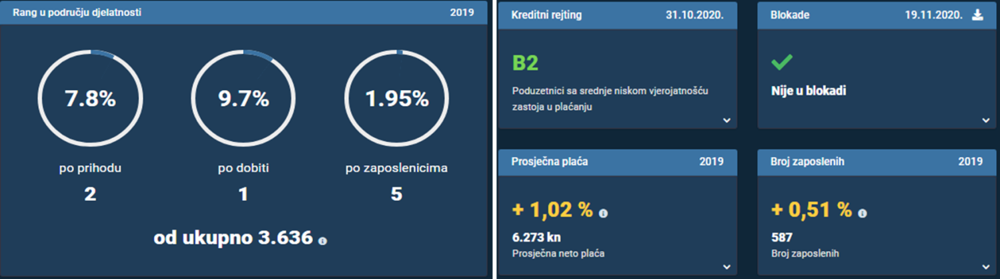 Rang u području djelatnosti 2019
7.8% 9.7% 1.95%
po prihodu po dobiti po zaposlenicima
2 1 5
od ukupno 3.636
Kreditni rejting 31.10.2020.
B2
Poduzetnici sa srednje niskom vjerojatnošću
zastoja u plaćanju
Blokade 19.11.2020.
Nije u blokadi
Prosječna plaća 2019
+ 1,02 %
6.273 kn
Prosječna neto plaća
Broj zaposlenih 2019
+ 0,51 %
587
Broj zaposlenih